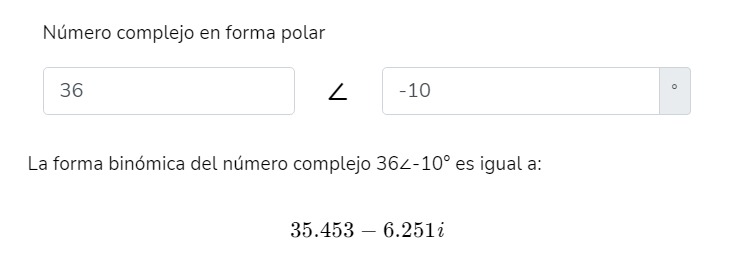 Número complejo en forma polar
36 ∠ -10 °
La forma binómica del número complejo 36∠-10° es igual a:
35.453 − 6.251i